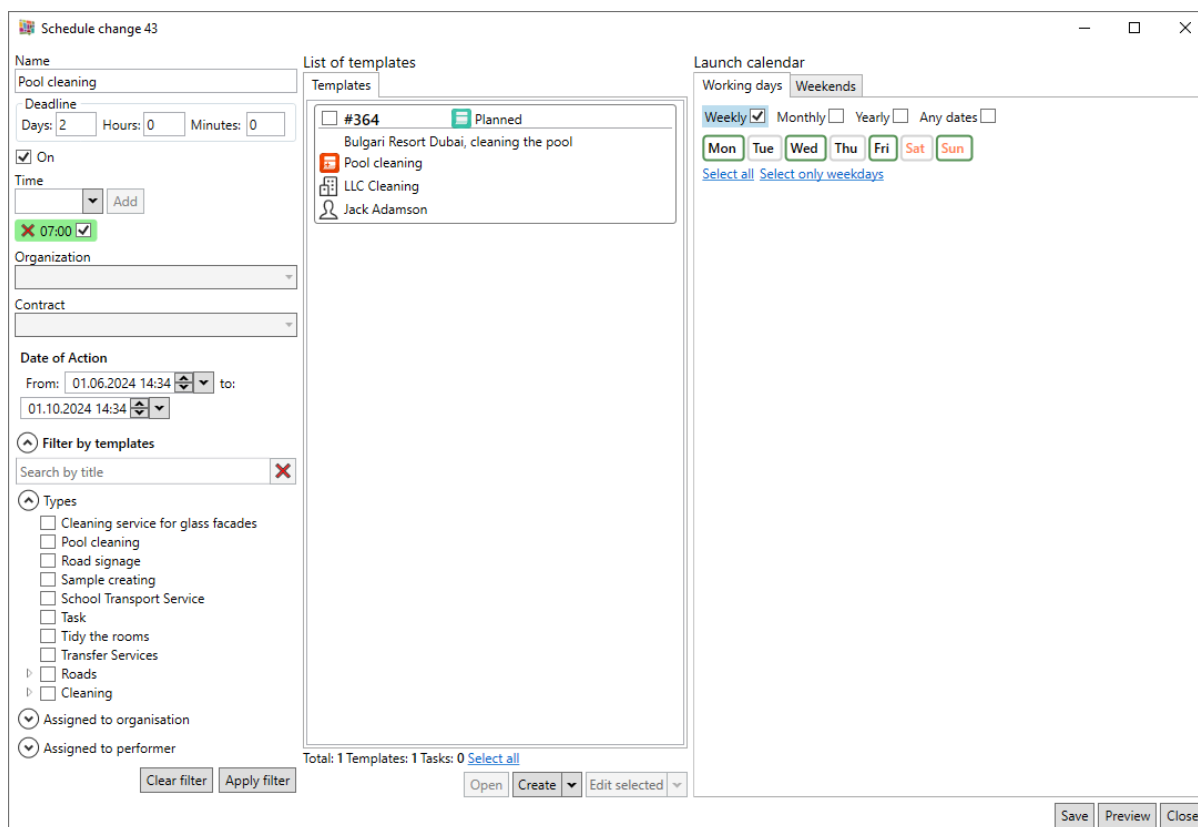 Schedule change 43
Name
Pool cleaning
Deadline
Days: 2 Hours: 0 Minutes: 0
On
Time
Add
07:00
Organization
Contract
Date of Action
From: 01.06.2024 14:34 to:
01.10.2024 14:34
Filter by templates
Search by title
Types
Cleaning service for glass facades
Pool cleaning
Road signage
Sample creating
School Transport Service
Task
Tidy the rooms
Transfer Services
Roads
Cleaning
Assigned to organisation
Assigned to performer
Clear filter Apply filter
List of templates
Templates
#364 Planned
Bulgari Resort Dubai, cleaning the pool
Pool cleaning
LLC Cleaning
Jack Adamson
Total: 1 Templates: 1 Tasks: 0 Select all
Open Create Edit selected
Launch calendar
Working days Weekends
Weekly Monthly Yearly Any dates
Mon Tue Wed Thu Fri Sat Sun
Select all Select only weekdays
Save Preview Close